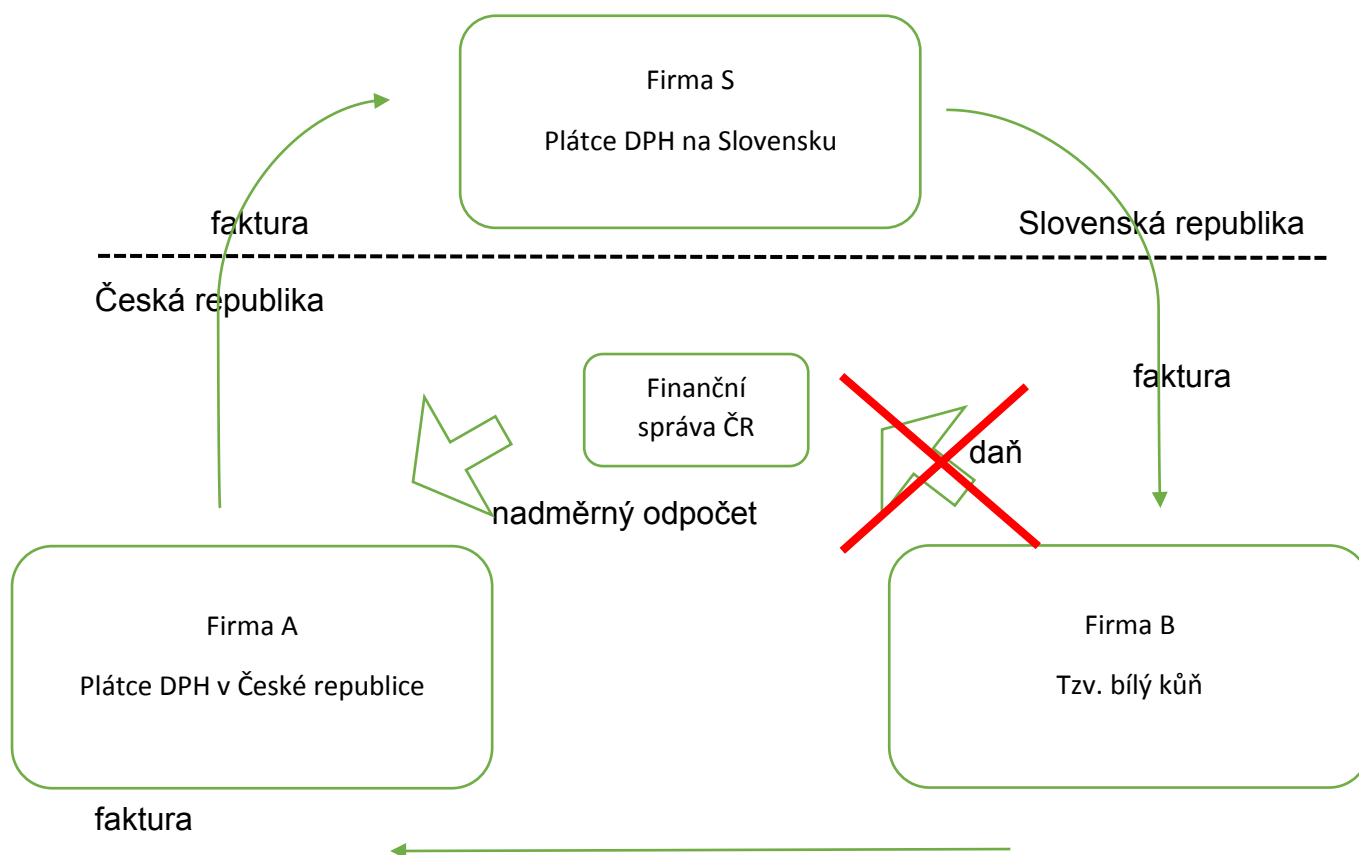 Firma S
Plátce DPH na Slovensku
faktura
Slovenská republika
Česká republika
Finanční
správa ČR
faktura
daň
nadměrný odpočet
Firma A
Plátce DPH v České republice
Firma B
Tzv. bílý kůň
faktura